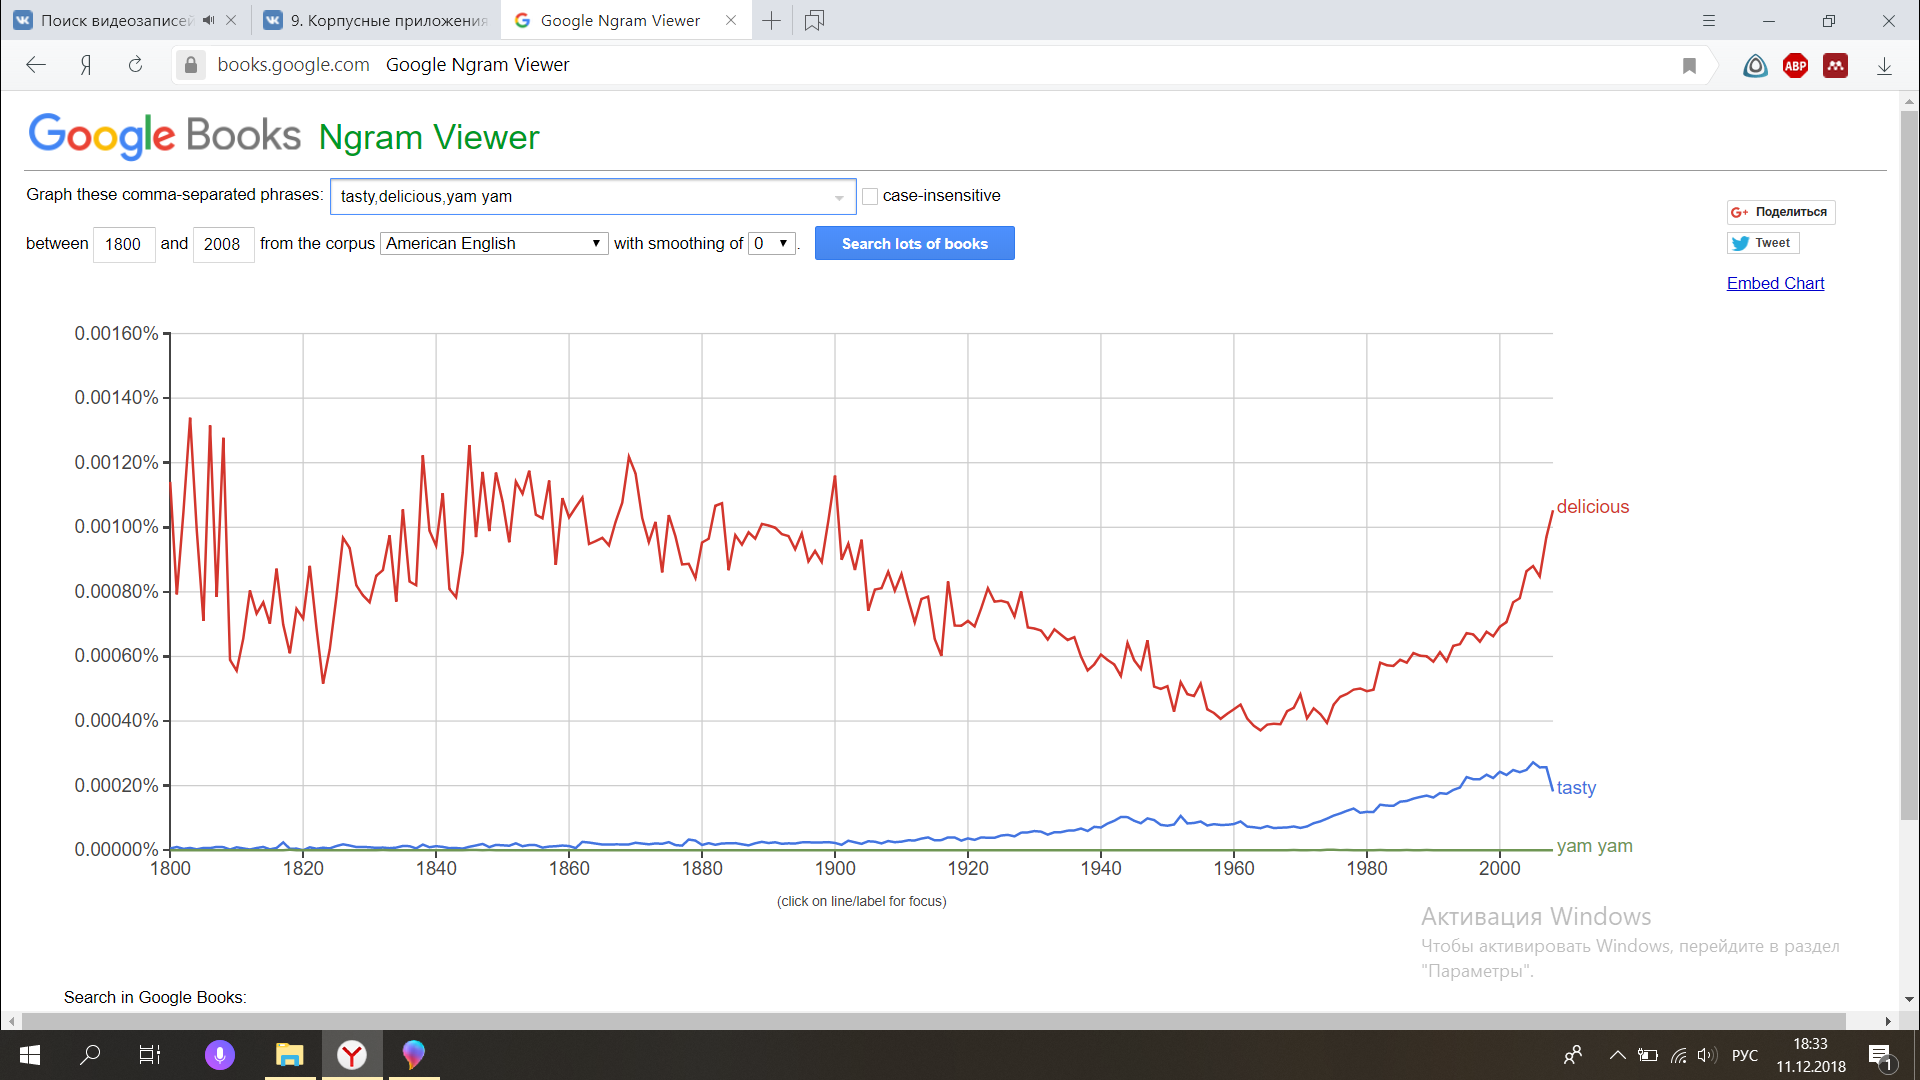 Поиск видеозаписей
9. Корпусные приложения
Google Ngram Viewer
books.google.com Google Ngram Viewer
ABP
Google Books Ngram Viewer
Graph these comma-separated phrases: tasty,delicious,yam yam case-insensitive
between 1800 and 2008 from the corpus American English with smoothing of 0 . Search lots of books
G+ Поделиться
Tweet
Embed Chart
0.00160%
0.00140%
0.00120%
0.00100%
0.00080%
0.00060%
0.00040%
0.00020%
0.00000%
delicious
tasty
yam yam
1800 1820 1840 1860 1880 1900 1920 1940 1960 1980 2000
(click on line/label for focus)
Активация Windows
Чтобы активировать Windows, перейдите в раздел
"Параметры".
Search in Google Books:
РУС
18:33
11.12.2018
1